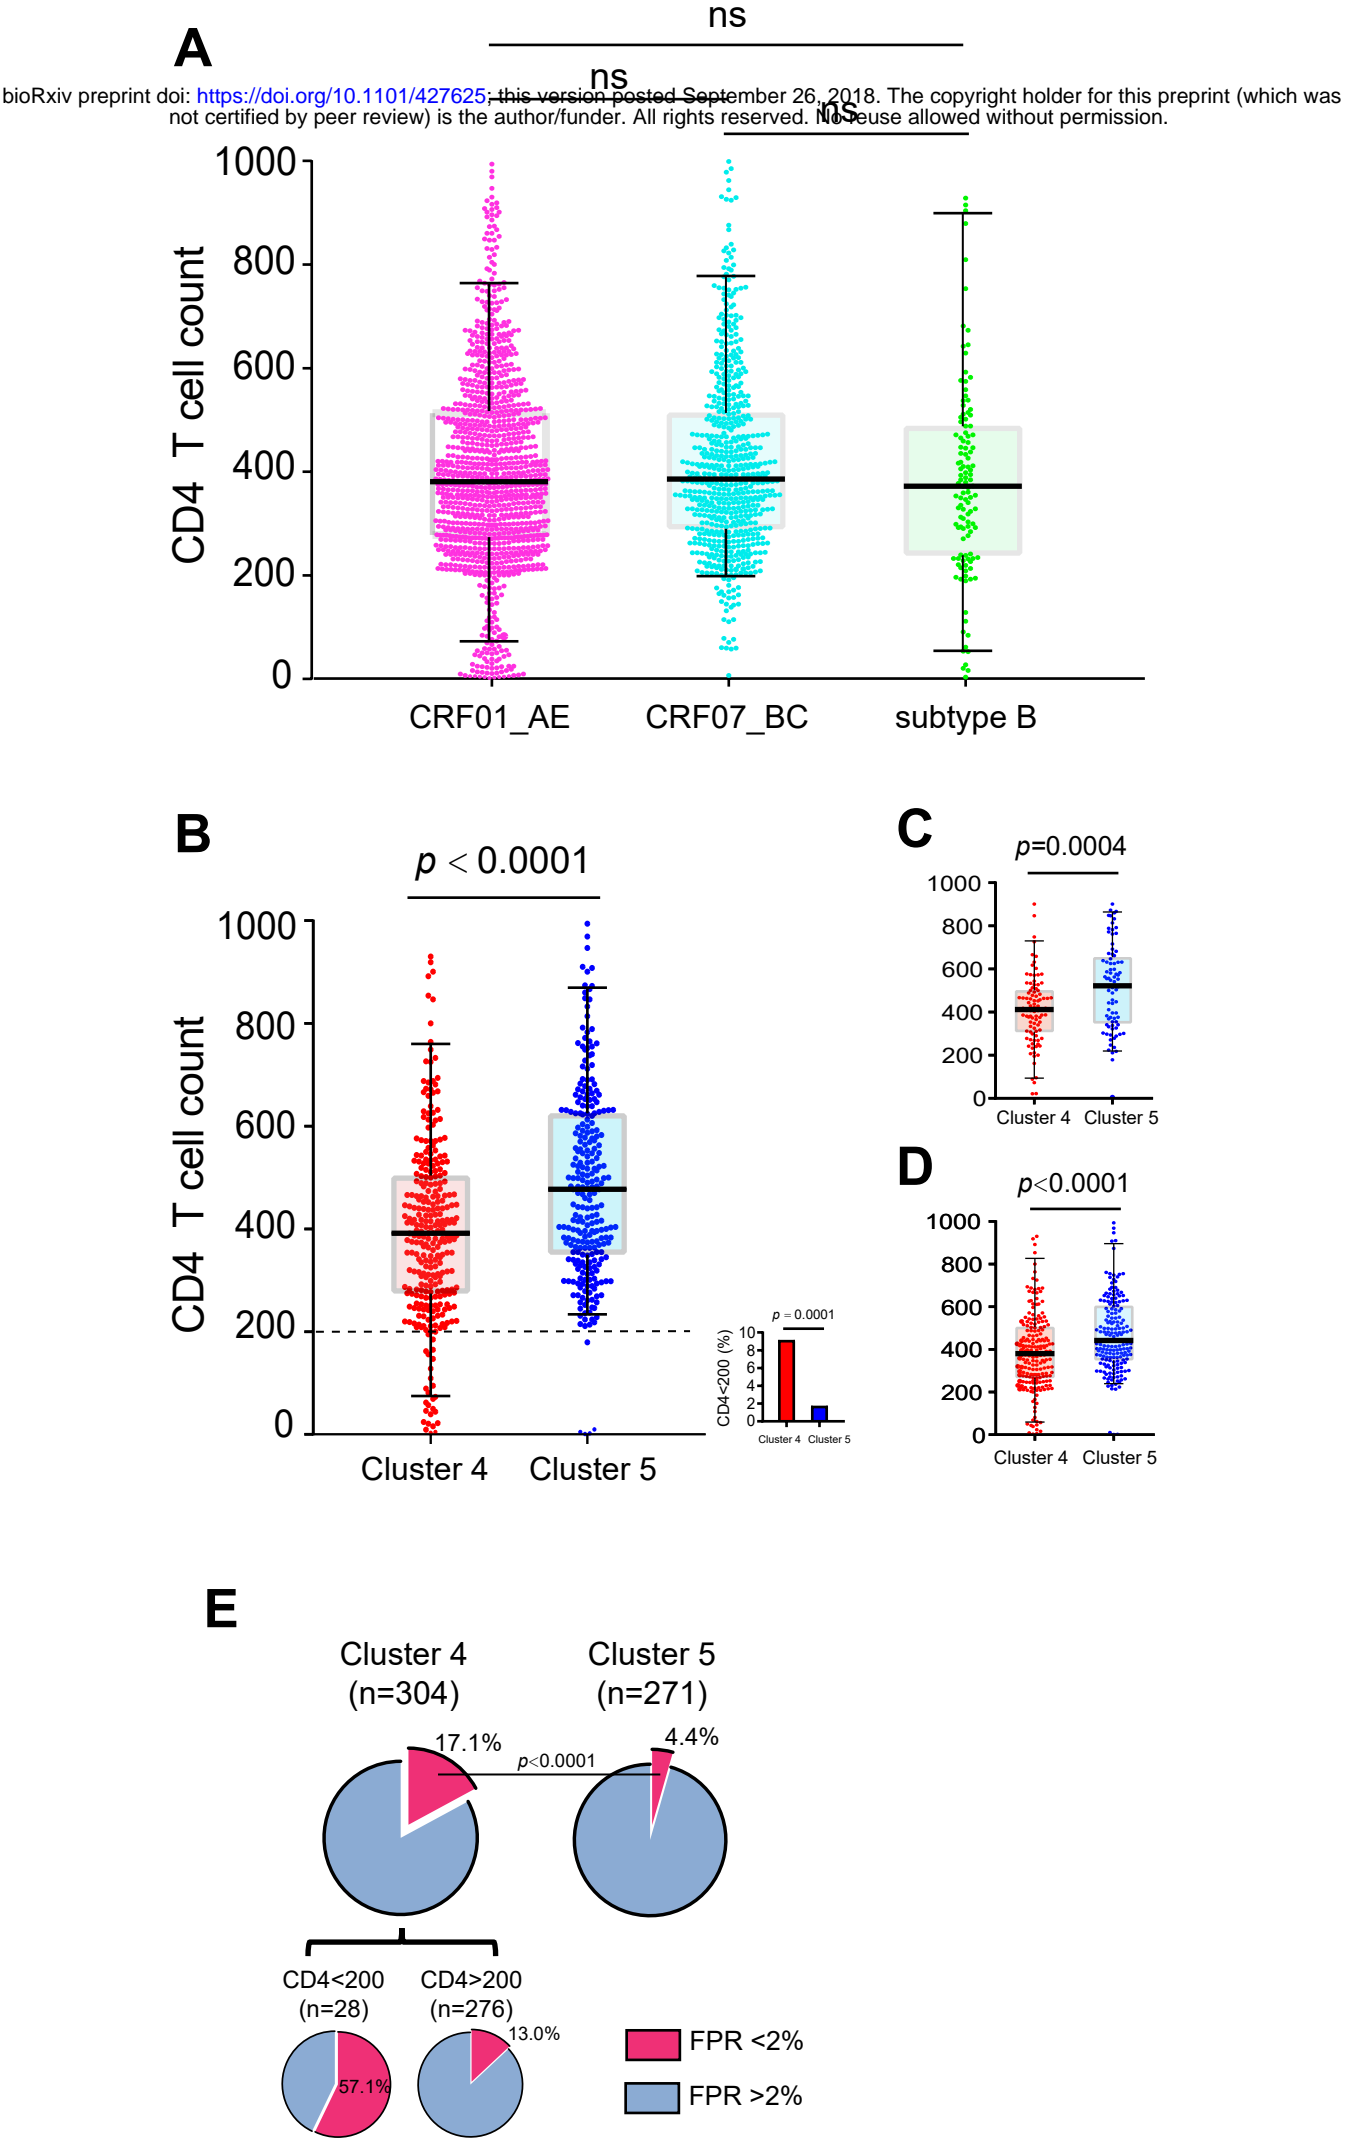 A
ns
ns
bioRxiv preprint doi: https://doi.org/10.1101/427625; this version posted September 26, 2018. The copyright holder for this preprint (which was
not certified by peer review) is the author/funder. All rights reserved. No reuse allowed without permission.
ns
CD4 T cell count
1000
800
600
400
200
0
CRF01_AE
CRF07_BC
subtype B
B
p < 0.0001
CD4 T cell count
1000
800
600
400
200
0
Cluster 4
Cluster 5
p = 0.0001
CD4<200 (%)
10
8
6
4
2
0
Cluster 4
Cluster 5
C
p=0.0004
1000
800
600
400
200
0
Cluster 4
Cluster 5
D
p<0.0001
1000
800
600
400
200
0
Cluster 4
Cluster 5
E
Cluster 4
(n=304)
Cluster 5
(n=271)
17.1%
p<0.0001
4.4%
CD4<200
(n=28)
CD4>200
(n=276)
57.1%
13.0%
FPR <2%
FPR >2%